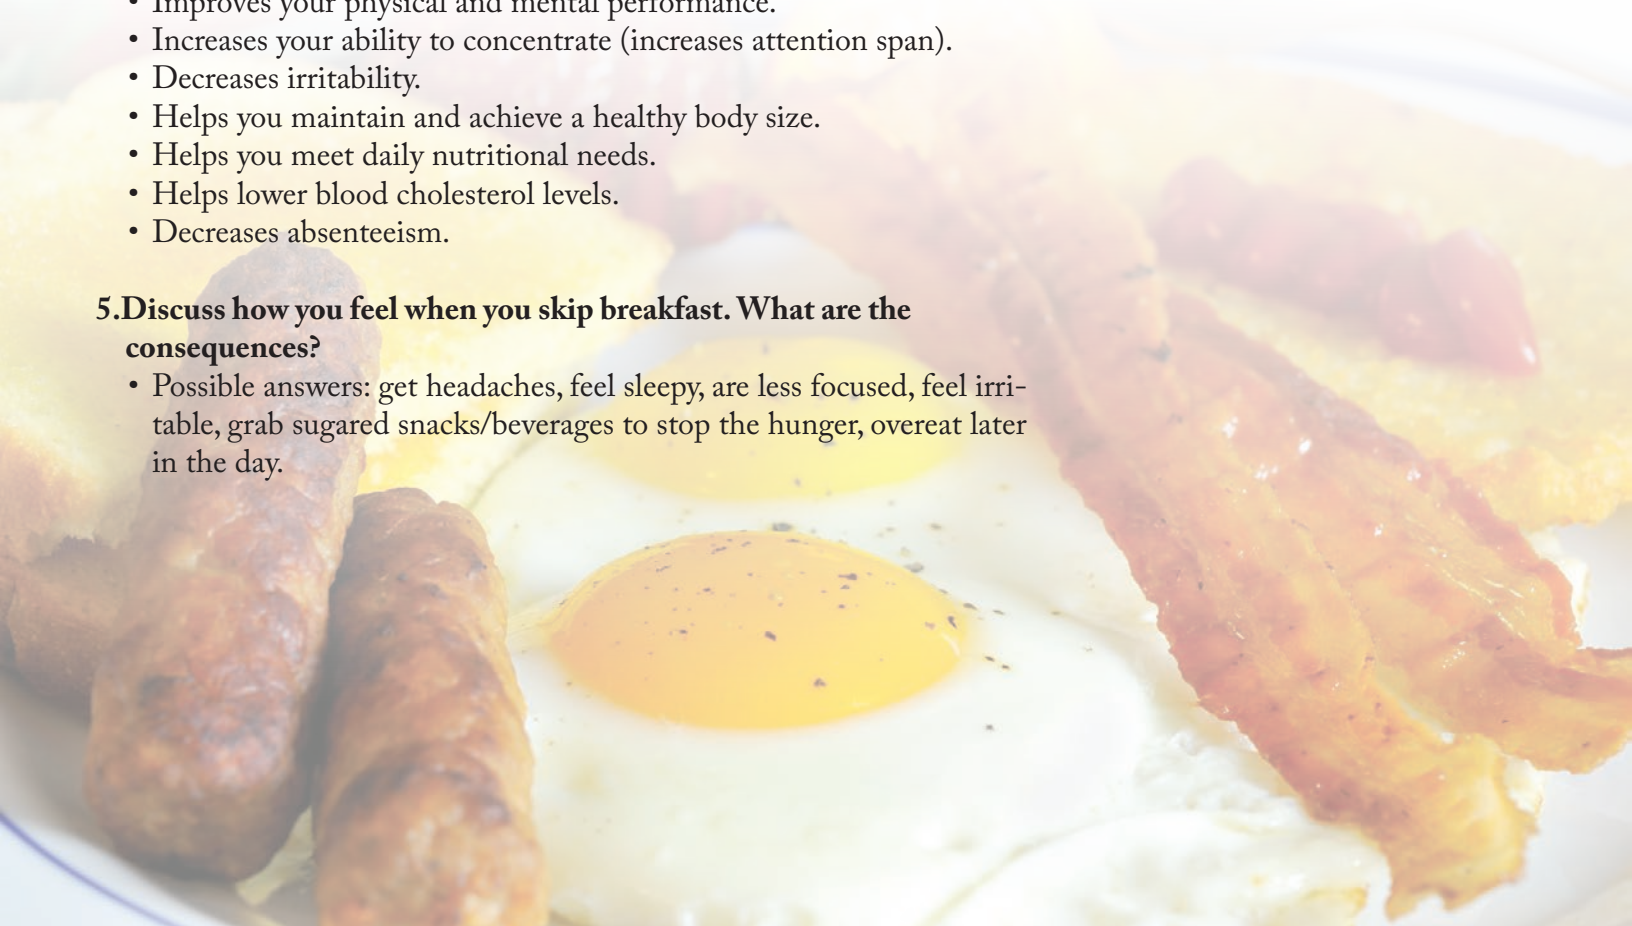 • Improves your physical and mental performance.
• Increases your ability to concentrate (increases attention span).
• Decreases irritability.
• Helps you maintain and achieve a healthy body size.
• Helps you meet daily nutritional needs.
• Helps lower blood cholesterol levels.
• Decreases absenteeism.
5.Discuss how you feel when you skip breakfast. What are the
consequences?
• Possible answers: get headaches, feel sleepy, are less focused, feel irri-
table, grab sugared snacks/beverages to stop the hunger, overeat later
in the day.